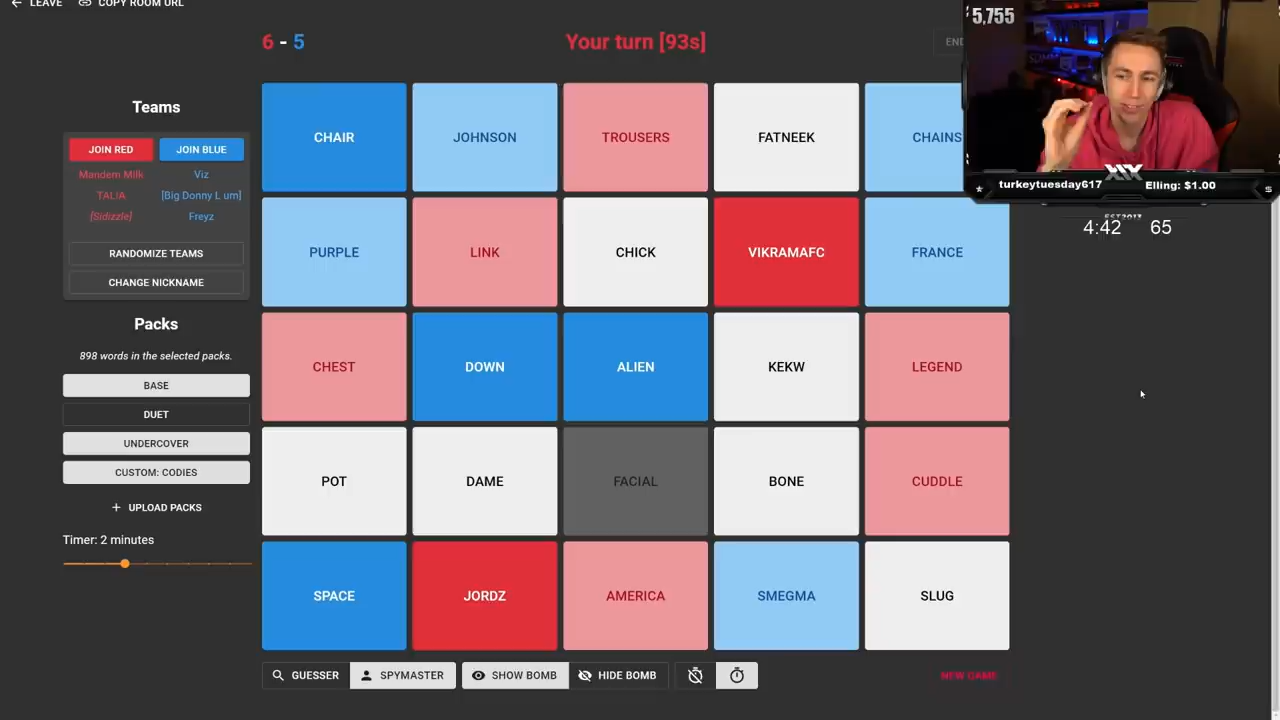 LEAVE
COPY ROOM URL
6 - 5
Your turn [93s]
END
5,755
Teams
JOIN RED
JOIN BLUE
Mandem Milk
Viz
TALIA
[Big Donny L um]
[Sidizzle]
Freyz
RANDOMIZE TEAMS
CHANGE NICKNAME
Packs
898 words in the selected packs.
BASE
DUET
UNDERCOVER
CUSTOM: CODIES
+ UPLOAD PACKS
Timer: 2 minutes
CHAIR
JOHNSON
TROUSERS
FATNEEK
CHAINS
PURPLE
LINK
CHICK
VIKRAMAFC
FRANCE
CHEST
DOWN
ALIEN
KEKW
LEGEND
POT
DAME
FACIAL
BONE
CUDDLE
SPACE
JORDZ
AMERICA
SMEGMA
SLUG
GUESSER
SPYMASTER
SHOW BOMB
HIDE BOMB
NEW GAME
XIX
turkeytuesday617
Elling: $1.00
4:42
65